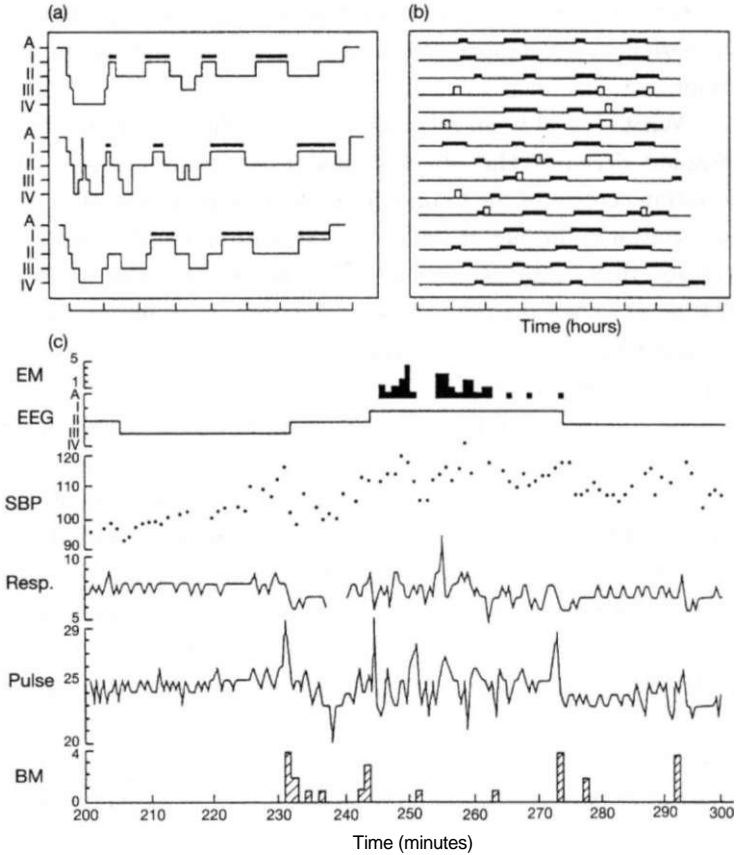 (a)
A
I
II
III
IV
A
I
II
III
IV
A
I
II
III
IV
(b)
Time (hours)
(c)
EM
5
1
EEG
A
I
II
III
IV
SBP
120
110
100
90
Resp.
10
5
Pulse
29
25
20
BM
4
0
200 210 220 230 240 250 260 270 280 290 300
Time (minutes)